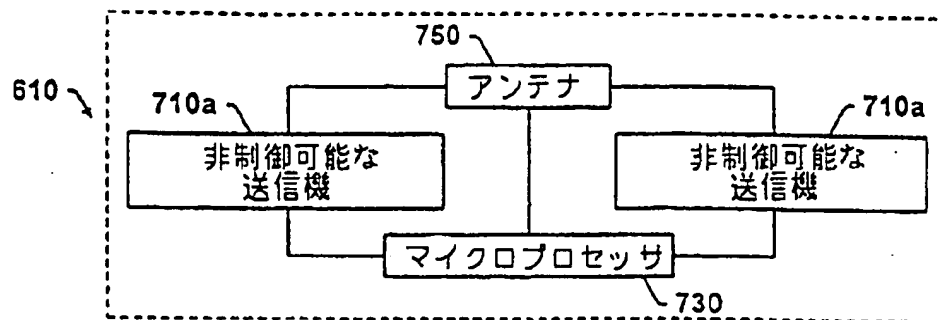 750
アンテナ
610
710a
710a
非制御可能な
送信機
非制御可能な
送信機
マイクロプロセッサ
730